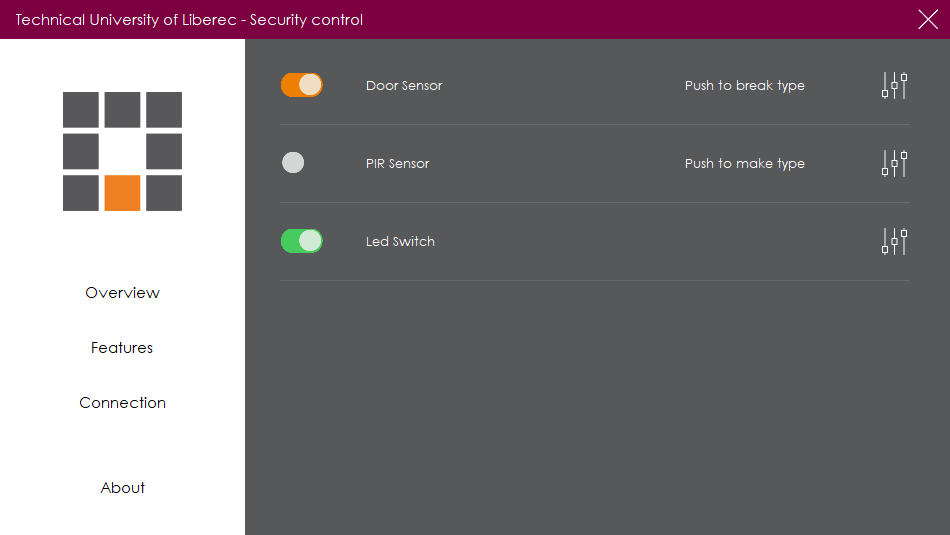 Technical University of Liberec - Security control
Door Sensor
Push to break type
PIR Sensor
Push to make type
Led Switch
Overview
Features
Connection
About